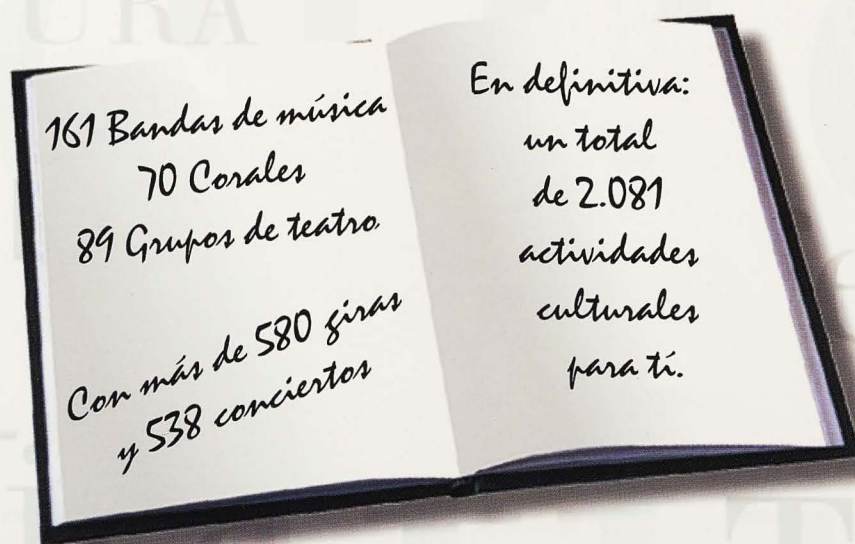 URA
161 Bandas de música
70 Corales
89 Grupos de teatro
Con más de 580 giras
y 538 conciertos
En definitiva:
un total
de 2.081
actividades
culturales
para tí.